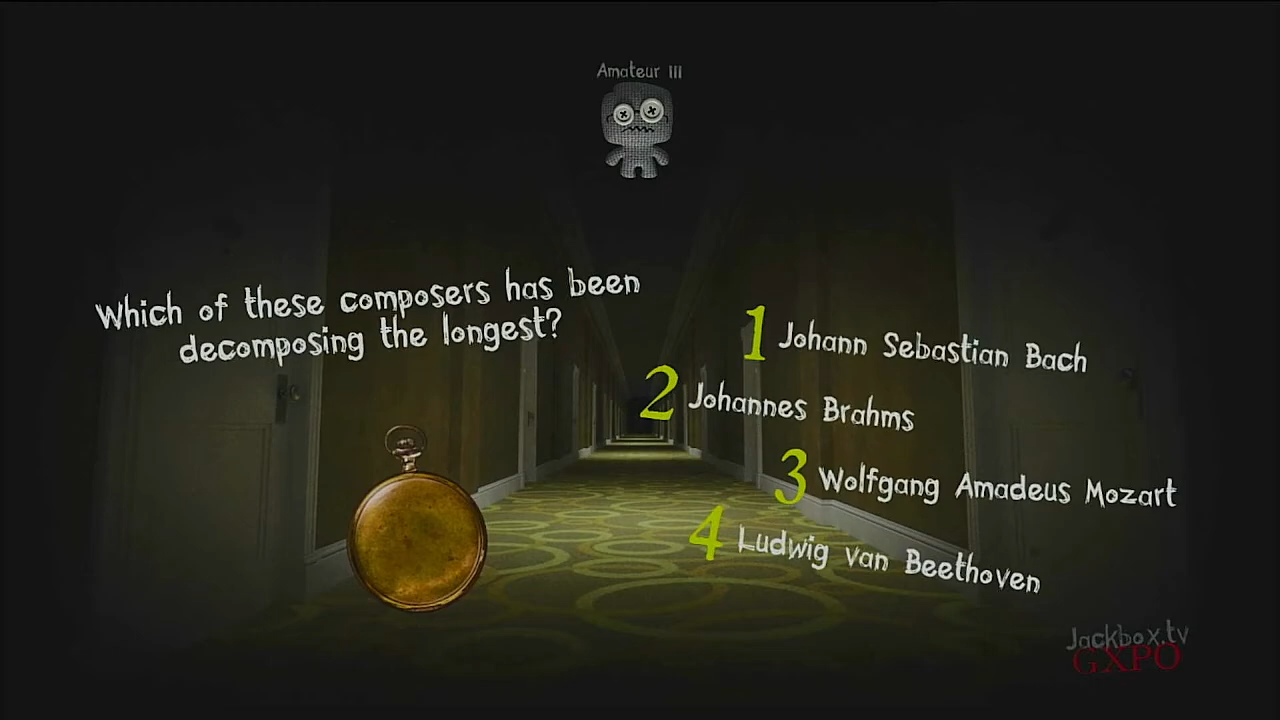 Amateur III
Which of these composers has been
decomposing the longest?
1 Johann Sebastian Bach
2 Johannes Brahms
3 Wolfgang Amadeus Mozart
4 Ludwig van Beethoven
Jackbox.tv
GXPO